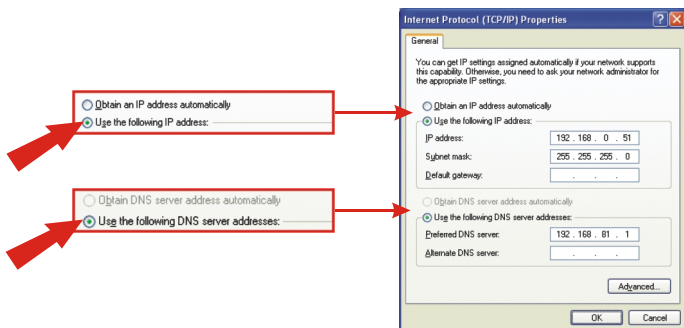 Obtain an IP address automatically
Use the following IP address:
Obtain DNS server address automatically
Use the following DNS server addresses:
Internet Protocol (TCP/IP) Properties
General
You can get IP settings assigned automatically if your network supports
this capability. Otherwise, you need to ask your network administrator for
the appropriate IP settings.
Obtain an IP address automatically
Use the following IP address:
IP address: 192 . 168 . 0 . 51
Subnet mask: 255 . 255 . 255 . 0
Default gateway: . . .
Obtain DNS server address automatically
Use the following DNS server addresses:
Preferred DNS server: 192 . 168 . 81 . 1
Alternate DNS server: . . .
Advanced...
OK Cancel